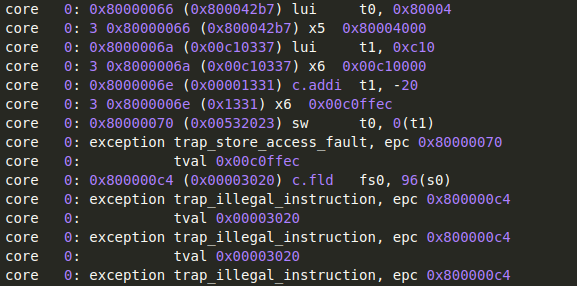 core   0: 0x80000066 (0x800042b7) lui     t0, 0x80004
core   0: 3 0x80000066 (0x800042b7) x5  0x80004000
core   0: 0x8000006a (0x00c10337) lui     t1, 0xc10
core   0: 3 0x8000006a (0x00c10337) x6  0x00c10000
core   0: 0x8000006e (0x00001331) c.addi  t1, -20
core   0: 3 0x8000006e (0x1331) x6  0x00c0ffec
core   0: 0x80000070 (0x00532023) sw      t0, 0(t1)
core   0: exception trap_store_access_fault, epc 0x80000070
core   0:           tval 0x00c0ffec
core   0: 0x800000c4 (0x00003020) c.fld   fs0, 96(s0)
core   0: exception trap_illegal_instruction, epc 0x800000c4
core   0:           tval 0x00003020
core   0: exception trap_illegal_instruction, epc 0x800000c4
core   0:           tval 0x00003020
core   0: exception trap_illegal_instruction, epc 0x800000c4